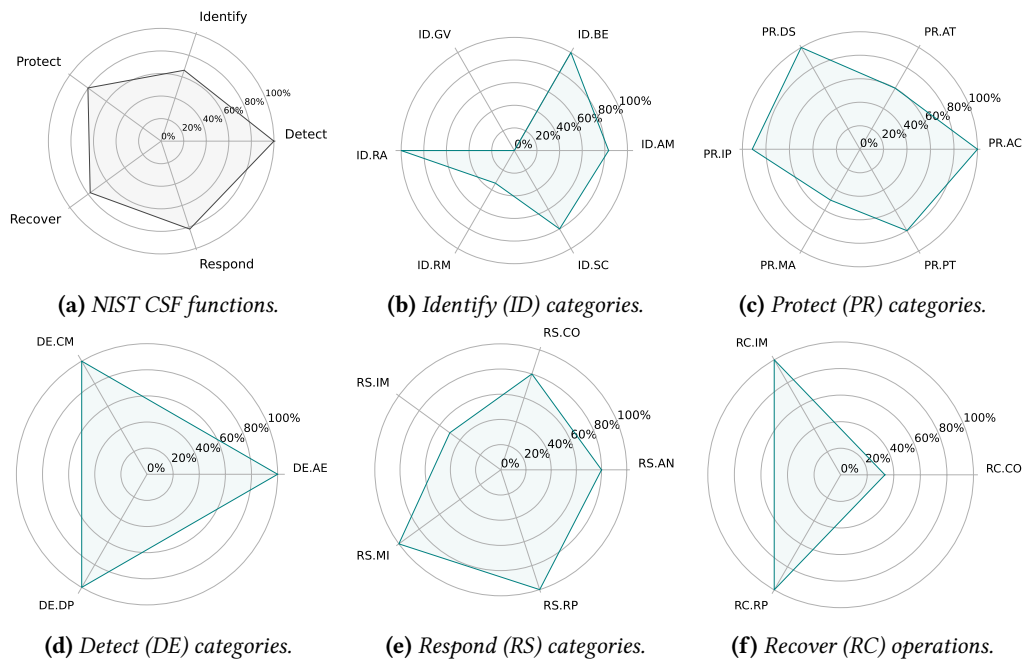 Identify
Protect
Detect
Recover
Respond
0%
20%
40%
60%
80%
100%
(a) NIST CSF functions.
ID.GV
ID.BE
ID.RA
ID.AM
ID.RM
ID.SC
0%
20%
40%
60%
80%
100%
(b) Identify (ID) categories.
PR.DS
PR.AT
PR.IP
PR.AC
PR.MA
PR.PT
0%
20%
40%
60%
80%
100%
(c) Protect (PR) categories.
DE.CM
DE.AE
DE.DP
0%
20%
40%
60%
80%
100%
(d) Detect (DE) categories.
RS.CO
RS.IM
RS.AN
RS.MI
RS.RP
0%
20%
40%
60%
80%
100%
(e) Respond (RS) categories.
RC.IM
RC.CO
RC.RP
0%
20%
40%
60%
80%
100%
(f) Recover (RC) operations.